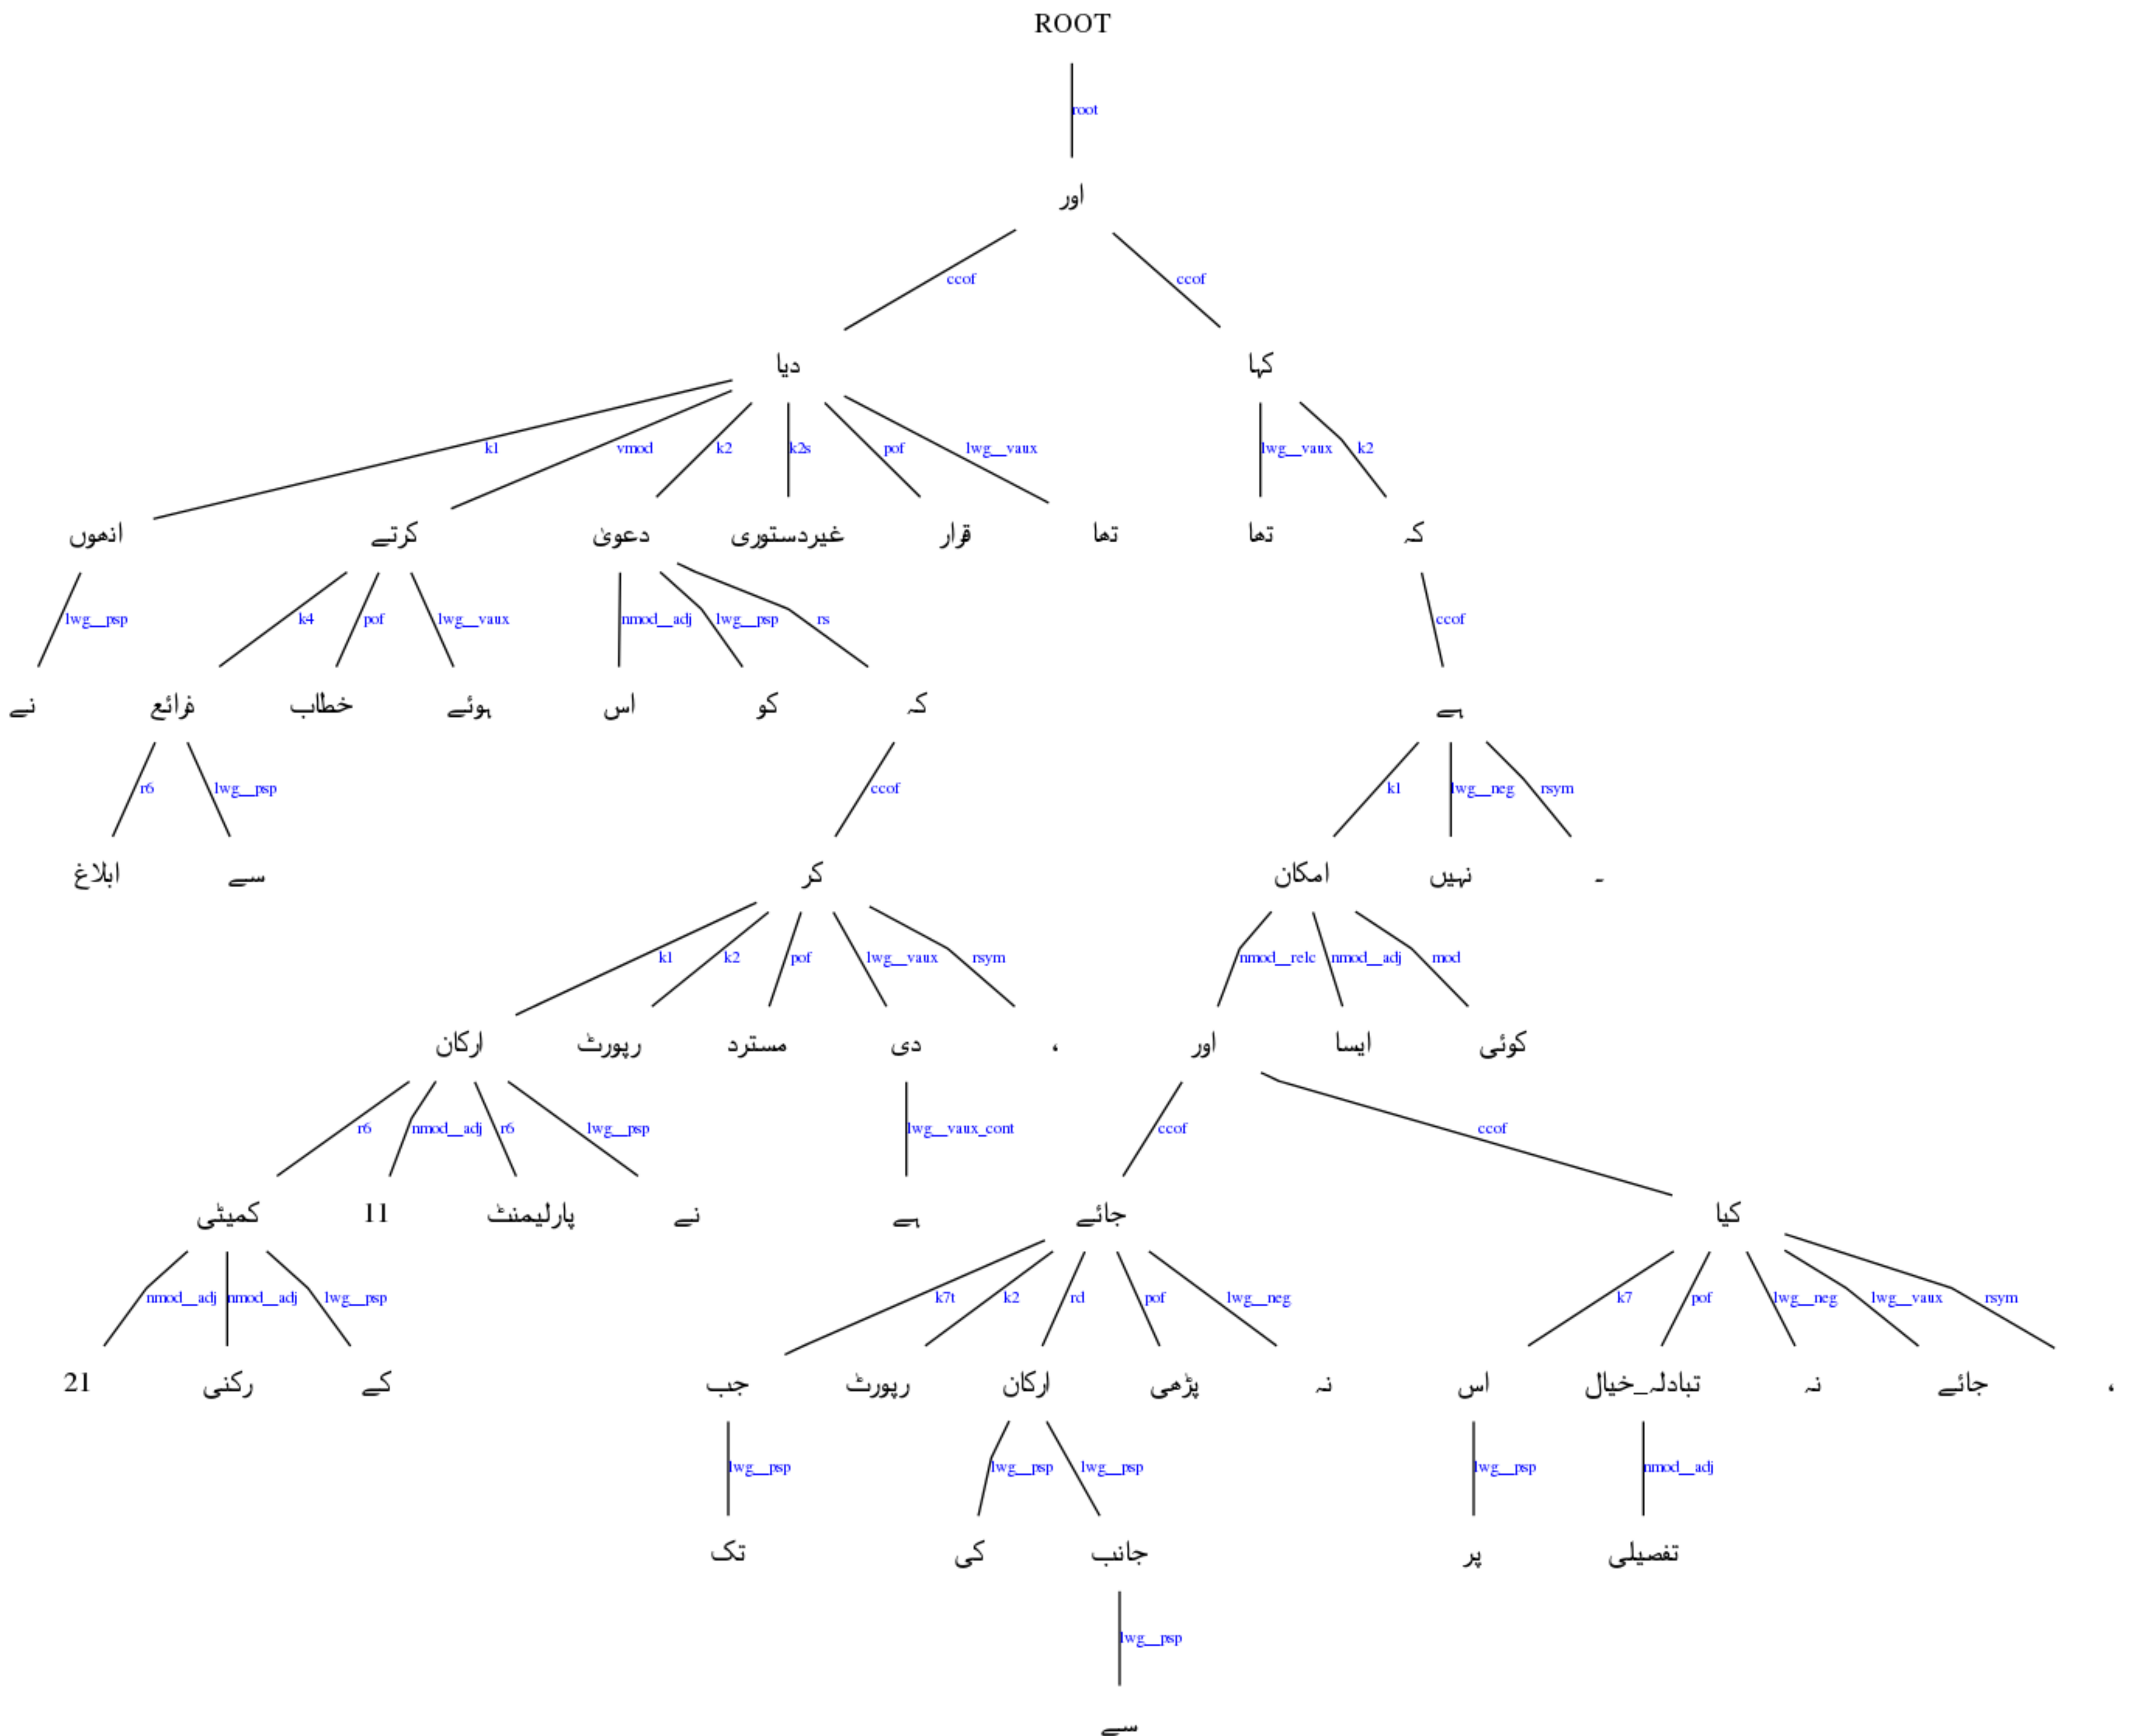 ROOT
root
اور
ccof ccof
دیا کہا
k1 vmod k2 k2s pof lwg__vaux lwg__vaux k2
انھوں کرتے دعویٰ غیردستوری قرار تھا تھا کہ
lwg__psp k4 pof lwg__vaux nmod__adj lwg__psp rs ccof
نے ذرائع خطاب ہوئے اس کو کہ ہے
r6 lwg__psp ccof k1 lwg__neg rsym
ابلاغ سے کر امکان نہیں ۔
k1 k2 pof lwg__vaux rsym nmod__relc nmod__adj mod
ارکان رپورٹ مسترد دی ، اور ایسا کوئی
r6 nmod__adj r6 lwg__psp lwg__vaux_cont ccof ccof
کمیٹی 11 پارلیمنٹ نے ہے جائے کیا
nmod__adj nmod__adj lwg__psp k7t k2 rd pof lwg__neg k7 pof lwg__neg lwg__vaux rsym
21 رکنی کے جب رپورٹ ارکان پڑھی نہ اس تبادلہ_خیال نہ جائے ،
lwg__psp lwg__psp lwg__psp lwg__psp nmod__adj
تک کی جانب پر تفصیلی
lwg__psp
سے